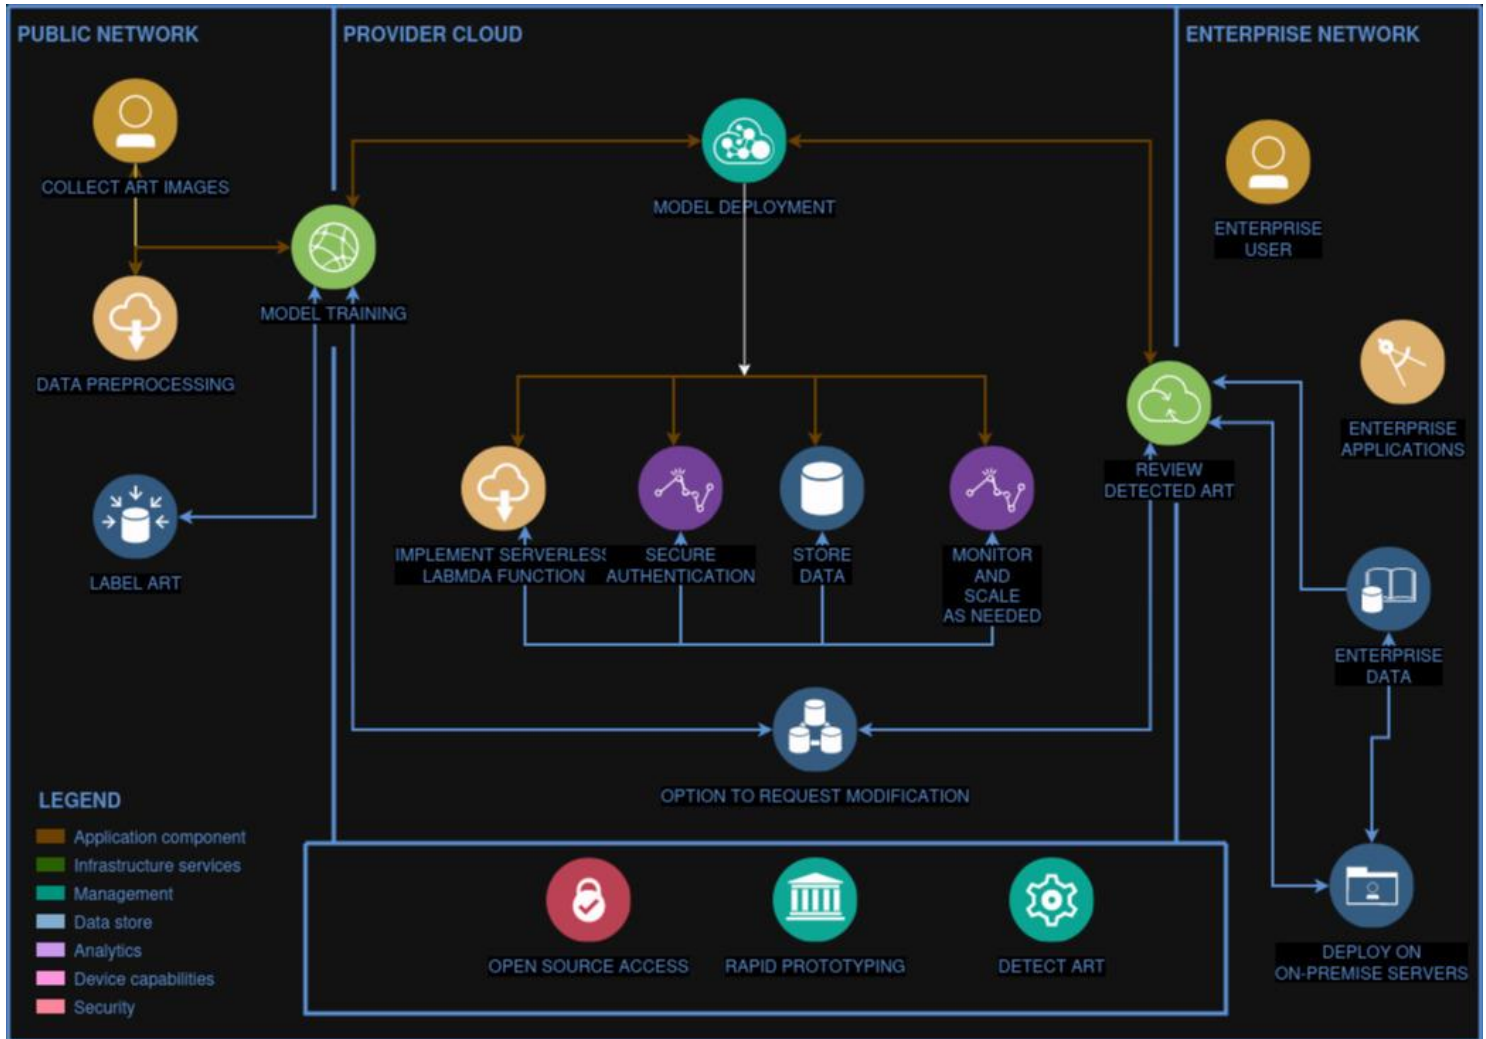 PUBLIC NETWORK
PROVIDER CLOUD
ENTERPRISE NETWORK
COLLECT ART IMAGES
MODEL DEPLOYMENT
ENTERPRISE
USER
MODEL TRAINING
DATA PREPROCESSING
ENTERPRISE
APPLICATIONS
REVIEW
DETECTED ART
LABEL ART
IMPLEMENT SERVERLESS
LABMDA FUNCTION
SECURE
AUTHENTICATION
STORE
DATA
MONITOR
AND
SCALE
AS NEEDED
ENTERPRISE
DATA
OPTION TO REQUEST MODIFICATION
LEGEND
Application component
Infrastructure services
Management
Data store
Analytics
Device capabilities
Security
OPEN SOURCE ACCESS
RAPID PROTOTYPING
DETECT ART
DEPLOY ON
ON-PREMISE SERVERS